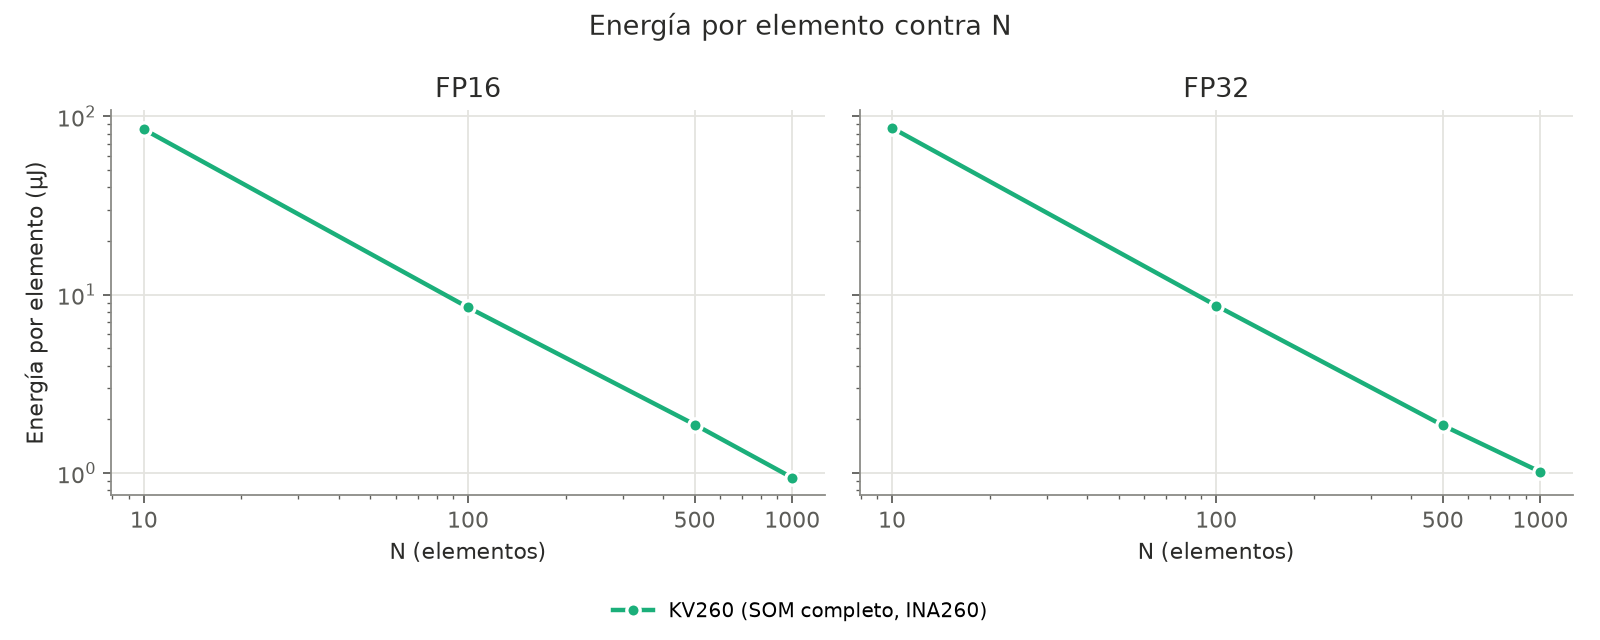 Energía por elemento contra N
FP16
FP32
Energía por elemento (µJ)
10²
10¹
10⁰
10 100 500 1000
10 100 500 1000
N (elementos)
N (elementos)
KV260 (SOM completo, INA260)